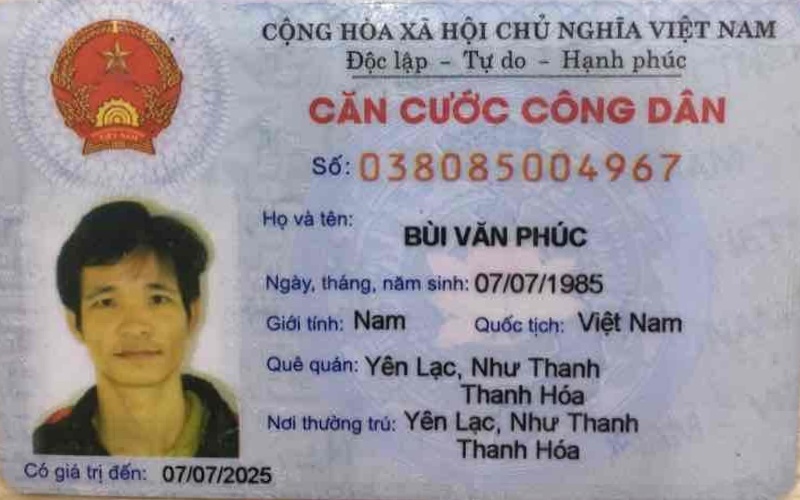 CỘNG HÒA XÃ HỘI CHỦ NGHĨA VIỆT NAM
Độc lập - Tự do - Hạnh phúc
CĂN CƯỚC CÔNG DÂN
Số: 038085004967
Họ và tên:
BÙI VĂN PHÚC
Ngày, tháng, năm sinh: 07/07/1985
Giới tính: Nam Quốc tịch: Việt Nam
Quê quán: Yên Lạc, Như Thanh
Thanh Hóa
Nơi thường trú: Yên Lạc, Như Thanh
Thanh Hóa
Có giá trị đến: 07/07/2025